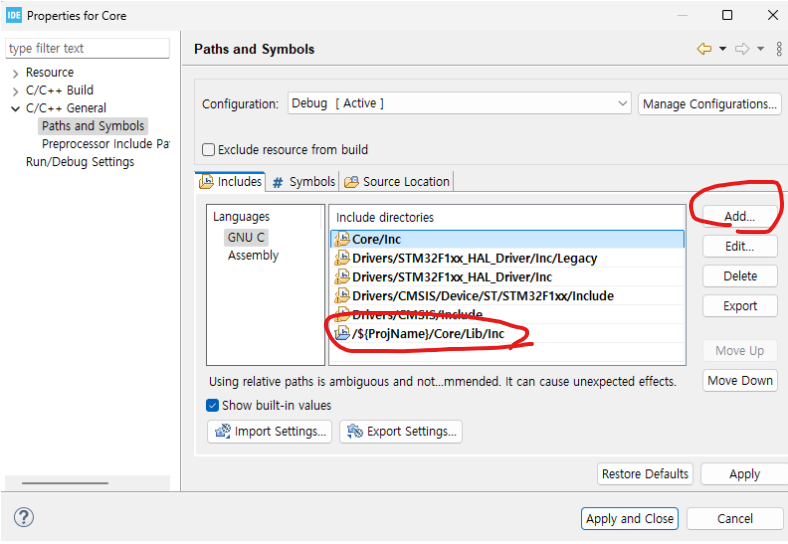 IDE Properties for Core
type filter text
Resource
C/C++ Build
C/C++ General
Paths and Symbols
Preprocessor Include Pa
Run/Debug Settings
Paths and Symbols
Configuration: Debug [ Active ] Manage Configurations...
Exclude resource from build
Includes # Symbols Source Location
Languages
GNU C
Assembly
Include directories
Core/Inc
Drivers/STM32F1xx_HAL_Driver/Inc/Legacy
Drivers/STM32F1xx_HAL_Driver/Inc
Drivers/CMSIS/Device/ST/STM32F1xx/Include
Drivers/CMSIS/Include
/${ProjName}/Core/Lib/Inc
Add...
Edit...
Delete
Export
Move Up
Move Down
Using relative paths is ambiguous and not...mmended. It can cause unexpected effects.
Show built-in values
Import Settings... Export Settings...
Restore Defaults Apply
? Apply and Close Cancel